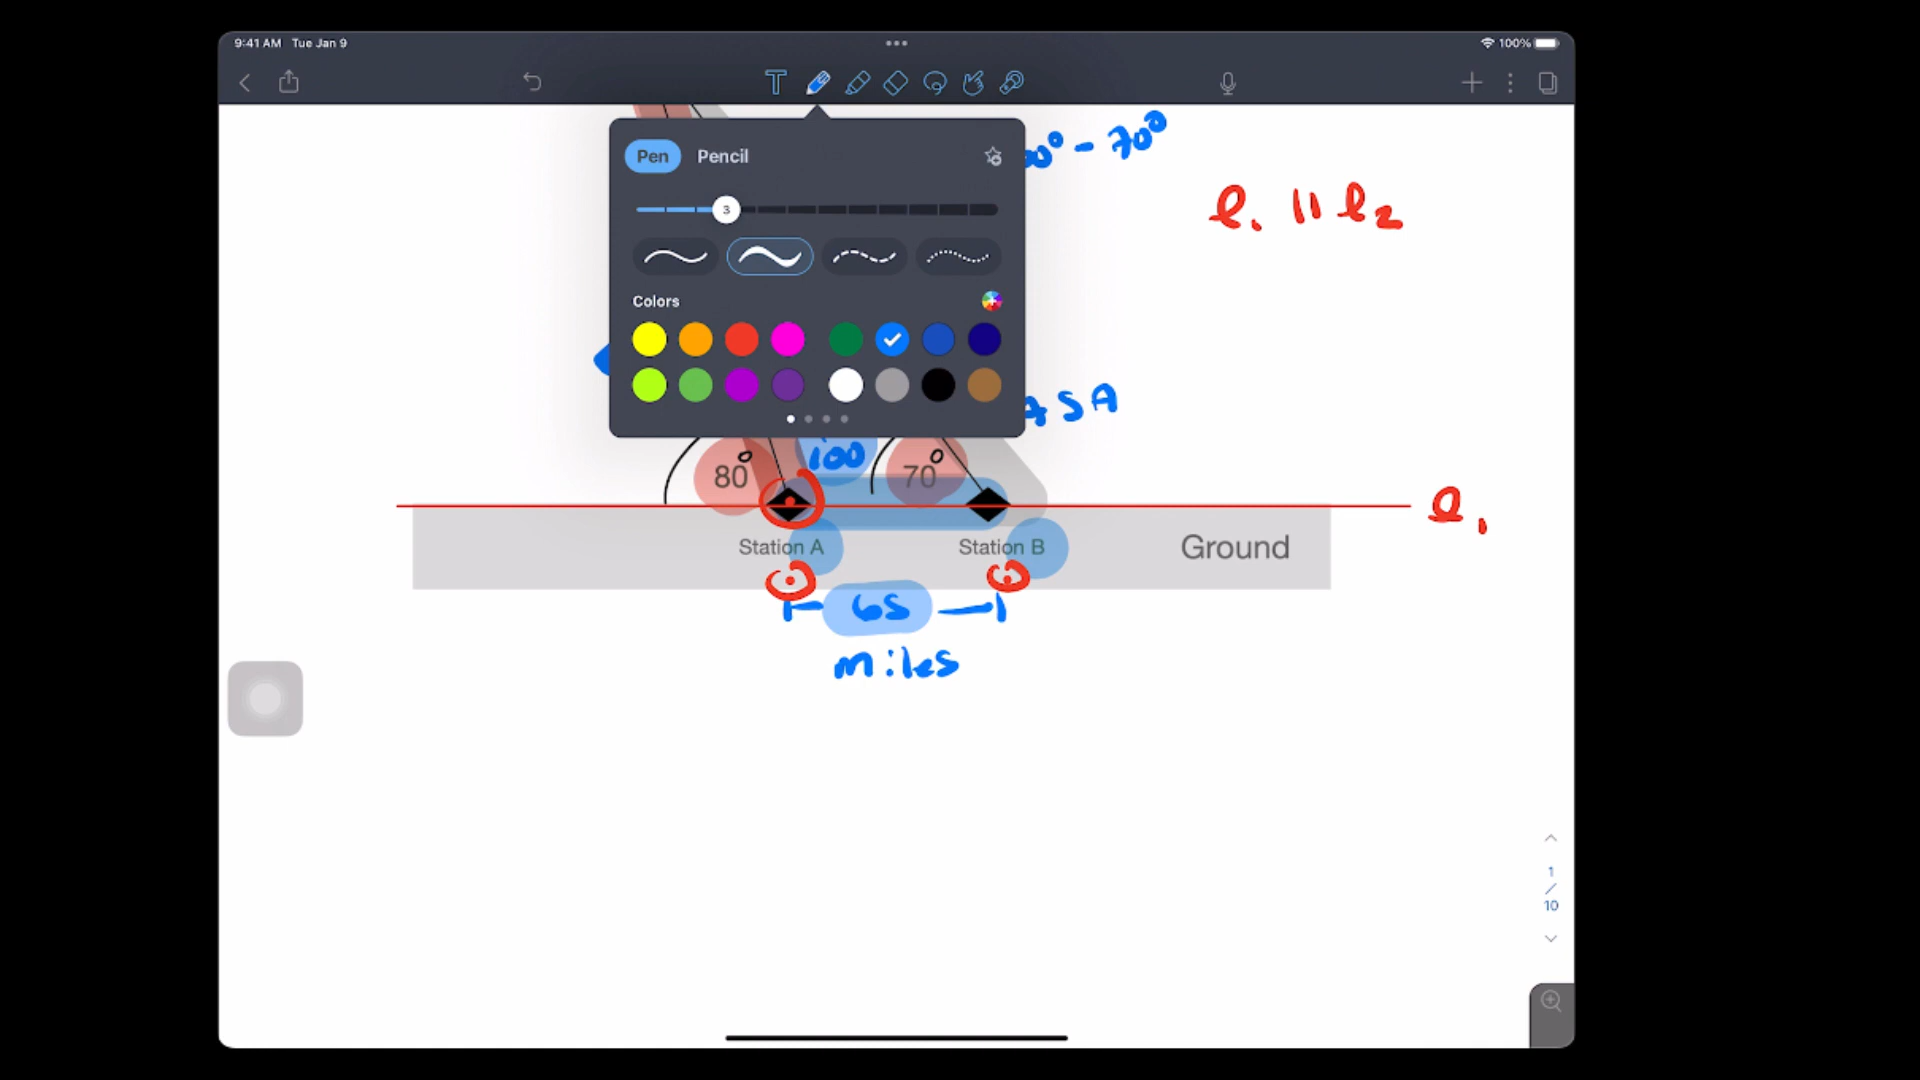 9:41 AM Tue Jan 9
100%
T
Pen Pencil
3
Colors
0° - 70°
l₁ || l₂
ASA
80° 100 70°
l₁
Station A Station B Ground
65
miles
1
/
10